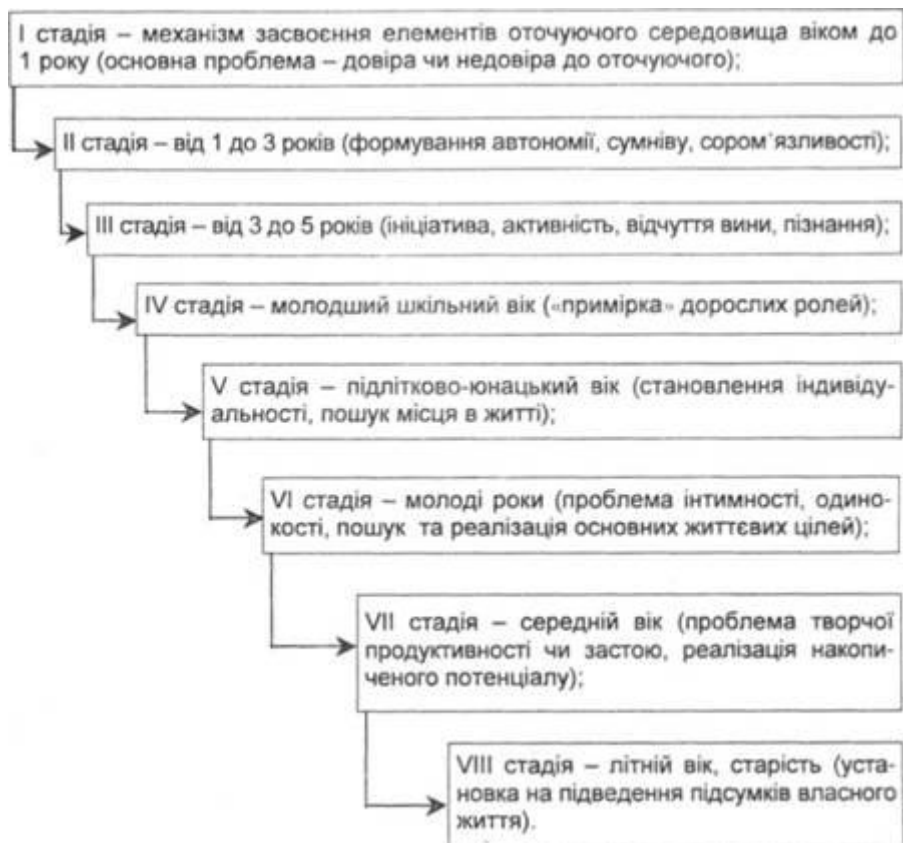 I стадія – механізм засвоєння елементів оточуючого середовища віком до
1 року (основна проблема – довіра чи недовіра до оточуючого);
II стадія – від 1 до 3 років (формування автономії, сумніву, сором´язливості);
III стадія – від 3 до 5 років (ініціатива, активність, відчуття вини, пізнання);
IV стадія – молодший шкільний вік («примірка» дорослих ролей);
V стадія – підлітково-юнацький вік (становлення індивіду-
альності, пошук місця в житті);
VI стадія – молоді роки (проблема інтимності, одино-
кості, пошук та реалізація основних життєвих цілей);
VII стадія – середній вік (проблема творчої
продуктивності чи застою, реалізація накопи-
ченого потенціалу);
VIII стадія – літній вік, старість (уста-
новка на підведення підсумків власного
життя).